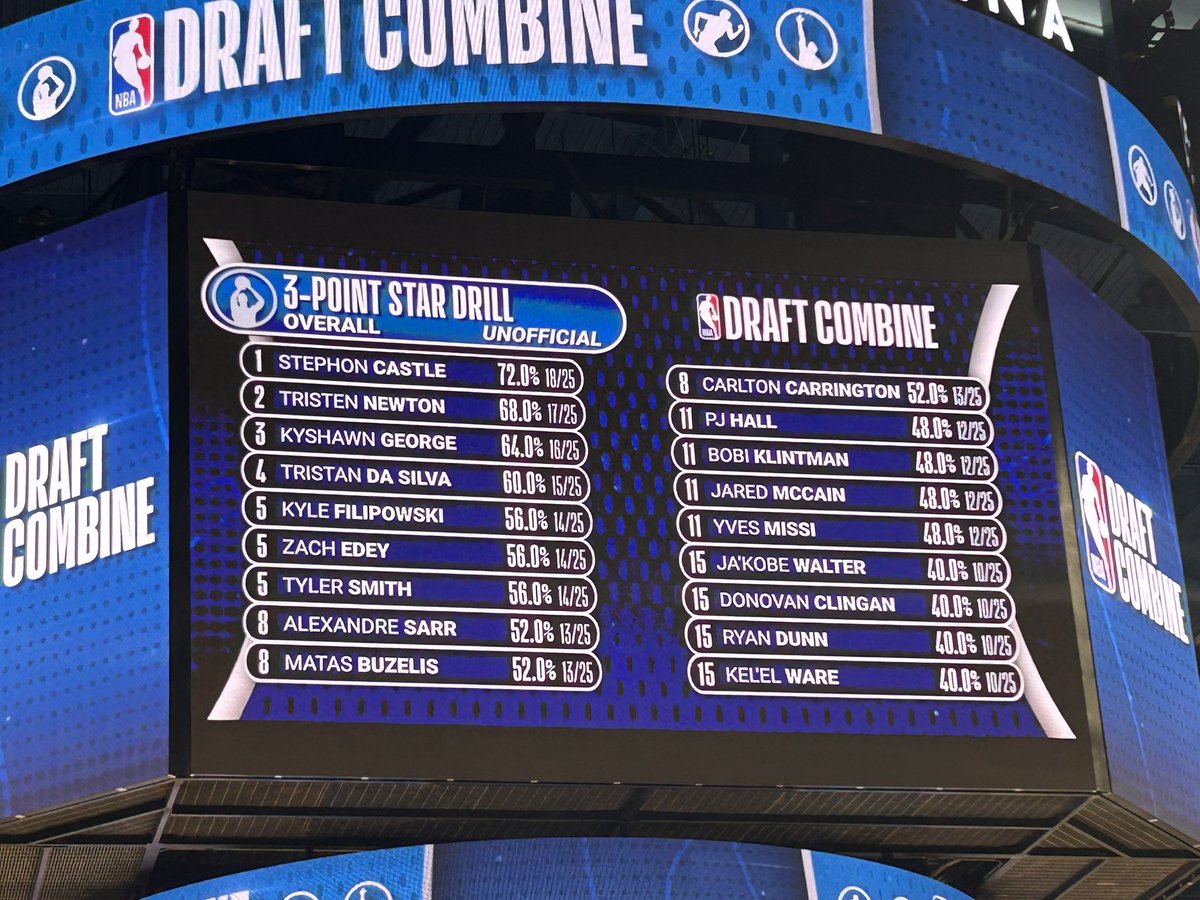 NA
NBA
DRAFT COMBINE
3-POINT STAR DRILL
OVERALL UNOFFICIAL
1 STEPHON CASTLE 72.0% 18/25
2 TRISTEN NEWTON 68.0% 17/25
3 KYSHAWN GEORGE 64.0% 16/25
4 TRISTAN DA SILVA 60.0% 15/25
5 KYLE FILIPOWSKI 56.0% 14/25
5 ZACH EDEY 56.0% 14/25
5 TYLER SMITH 56.0% 14/25
8 ALEXANDRE SARR 52.0% 13/25
8 MATAS BUZELIS 52.0% 13/25
NBA
DRAFT COMBINE
8 CARLTON CARRINGTON 52.0% 13/25
11 PJ HALL 48.0% 12/25
11 BOBI KLINTMAN 48.0% 12/25
11 JARED MCCAIN 48.0% 12/25
11 YVES MISSI 48.0% 12/25
15 JA'KOBE WALTER 40.0% 10/25
15 DONOVAN CLINGAN 40.0% 10/25
15 RYAN DUNN 40.0% 10/25
15 KEL'EL WARE 40.0% 10/25
DRAFT
COMBINE
NBA
DRAFT
COMBINE